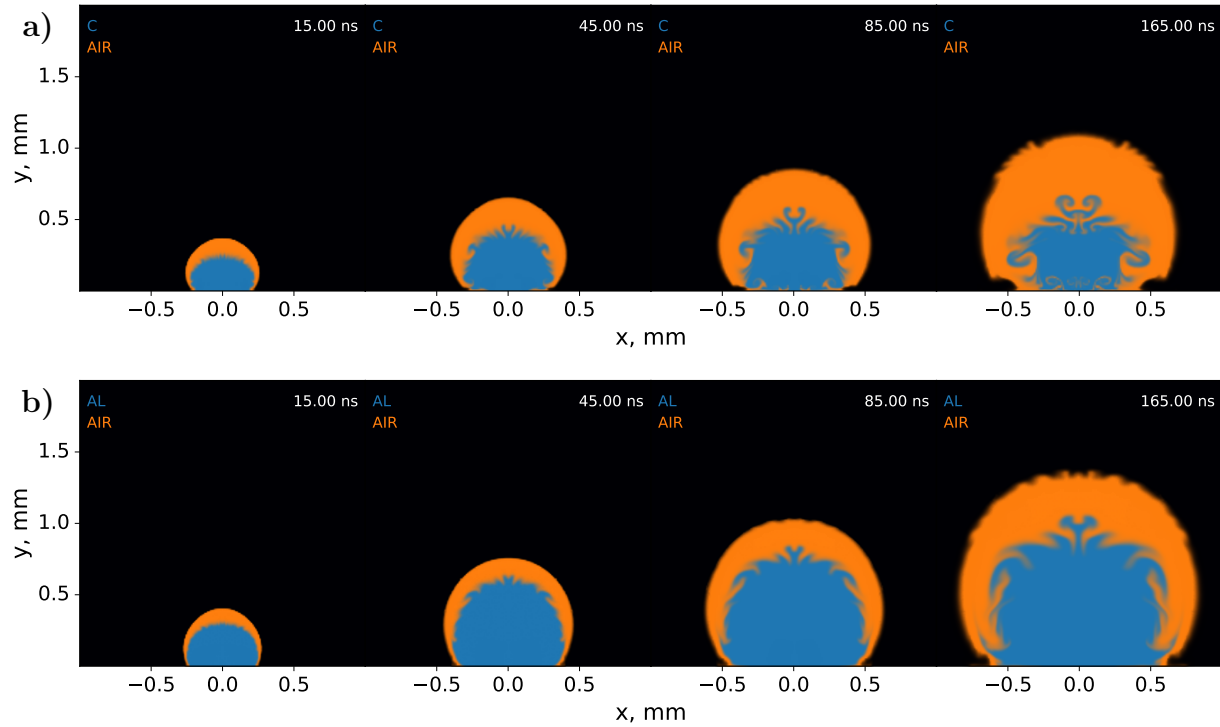 a)
C 15.00 ns C 45.00 ns C 85.00 ns C 165.00 ns
AIR AIR AIR AIR
1.5
1.0
0.5
y, mm
−0.5 0.0 0.5 −0.5 0.0 0.5 −0.5 0.0 0.5 −0.5 0.0 0.5
x, mm
b)
AL 15.00 ns AL 45.00 ns AL 85.00 ns AL 165.00 ns
AIR AIR AIR AIR
1.5
1.0
0.5
y, mm
−0.5 0.0 0.5 −0.5 0.0 0.5 −0.5 0.0 0.5 −0.5 0.0 0.5
x, mm